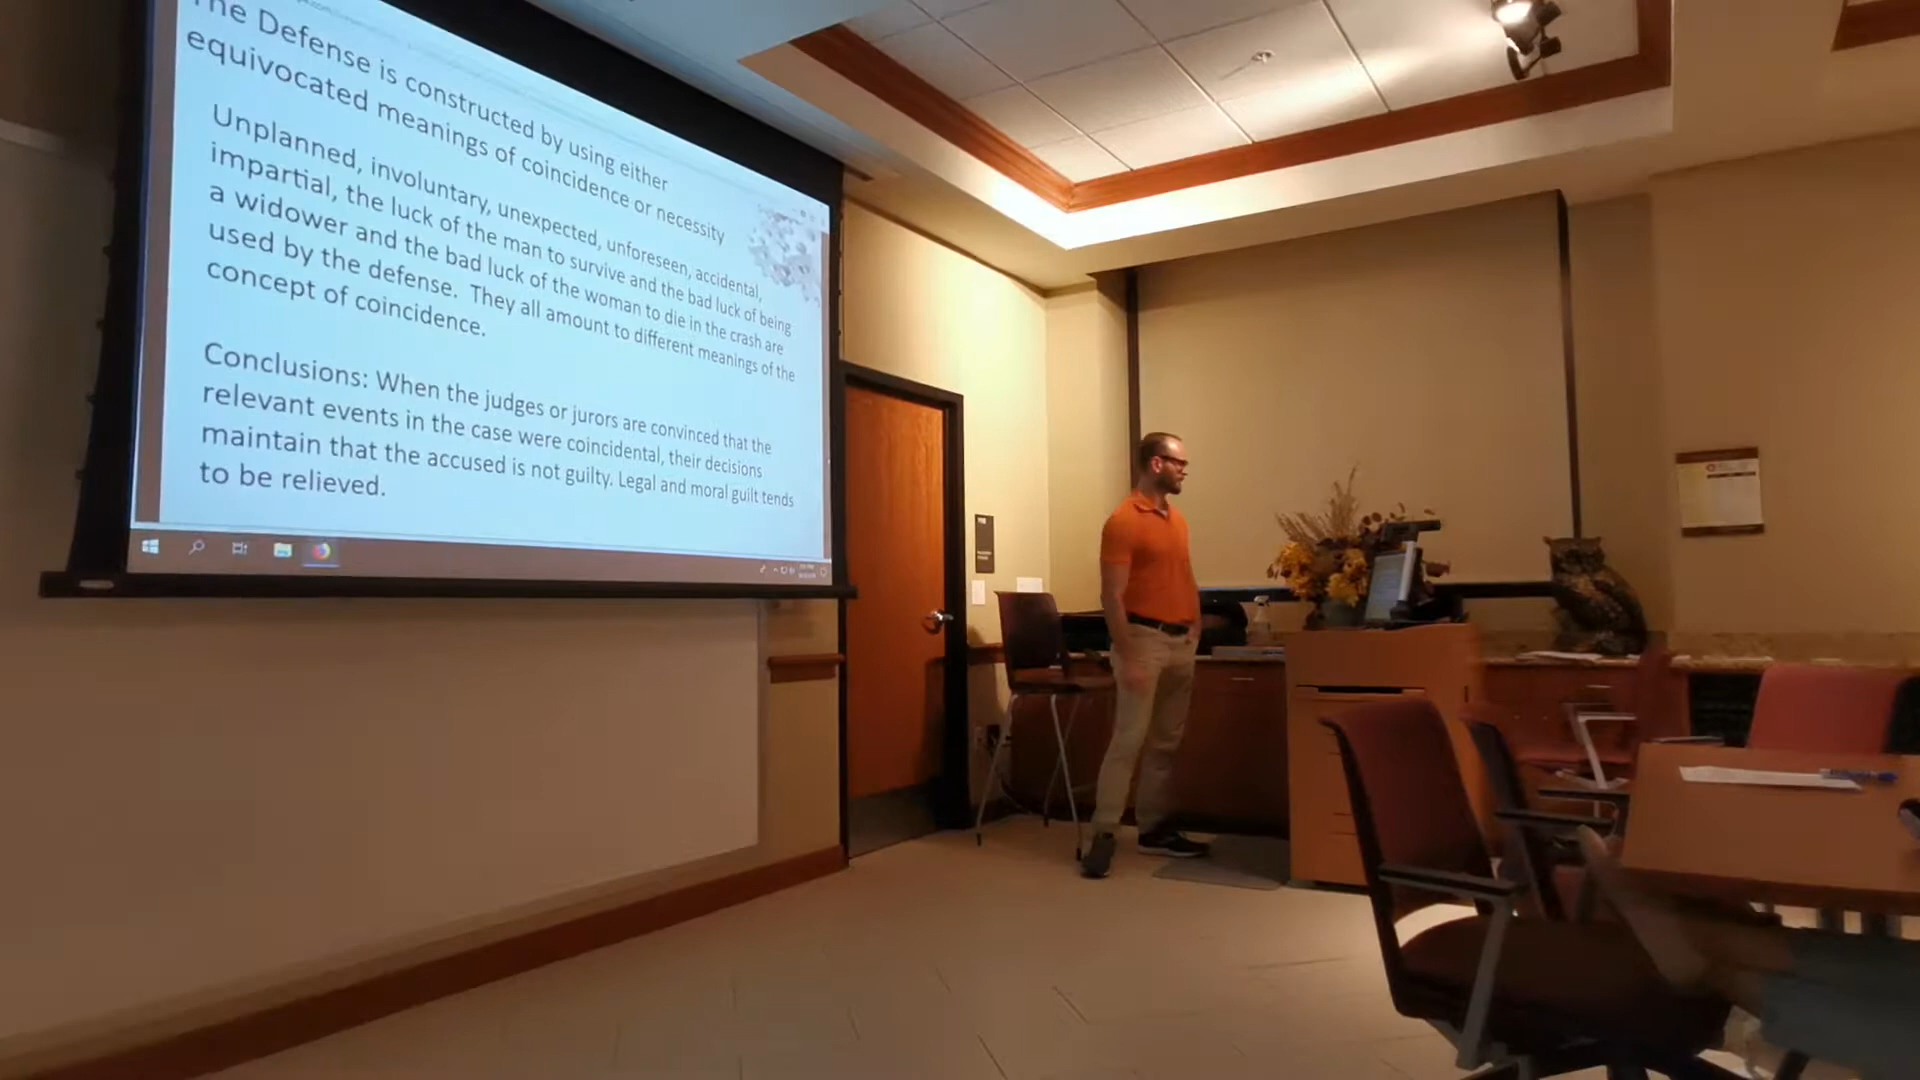 The Defense is constructed by using either
equivocated meanings of coincidence or necessity
Unplanned, involuntary, unexpected, unforeseen, accidental,
impartial, the luck of the man to survive and the bad luck of being
a widower and the bad luck of the woman to die in the crash are
used by the defense. They all amount to different meanings of the
concept of coincidence.
Conclusions: When the judges or jurors are convinced that the
relevant events in the case were coincidental, their decisions
maintain that the accused is not guilty. Legal and moral guilt tends
to be relieved.